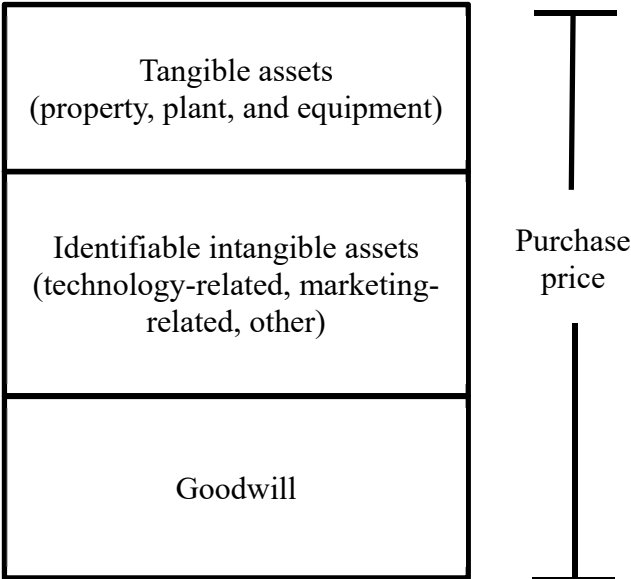 Tangible assets
(property, plant, and equipment)
Identifiable intangible assets
(technology-related, marketing-
related, other)
Goodwill
Purchase
price